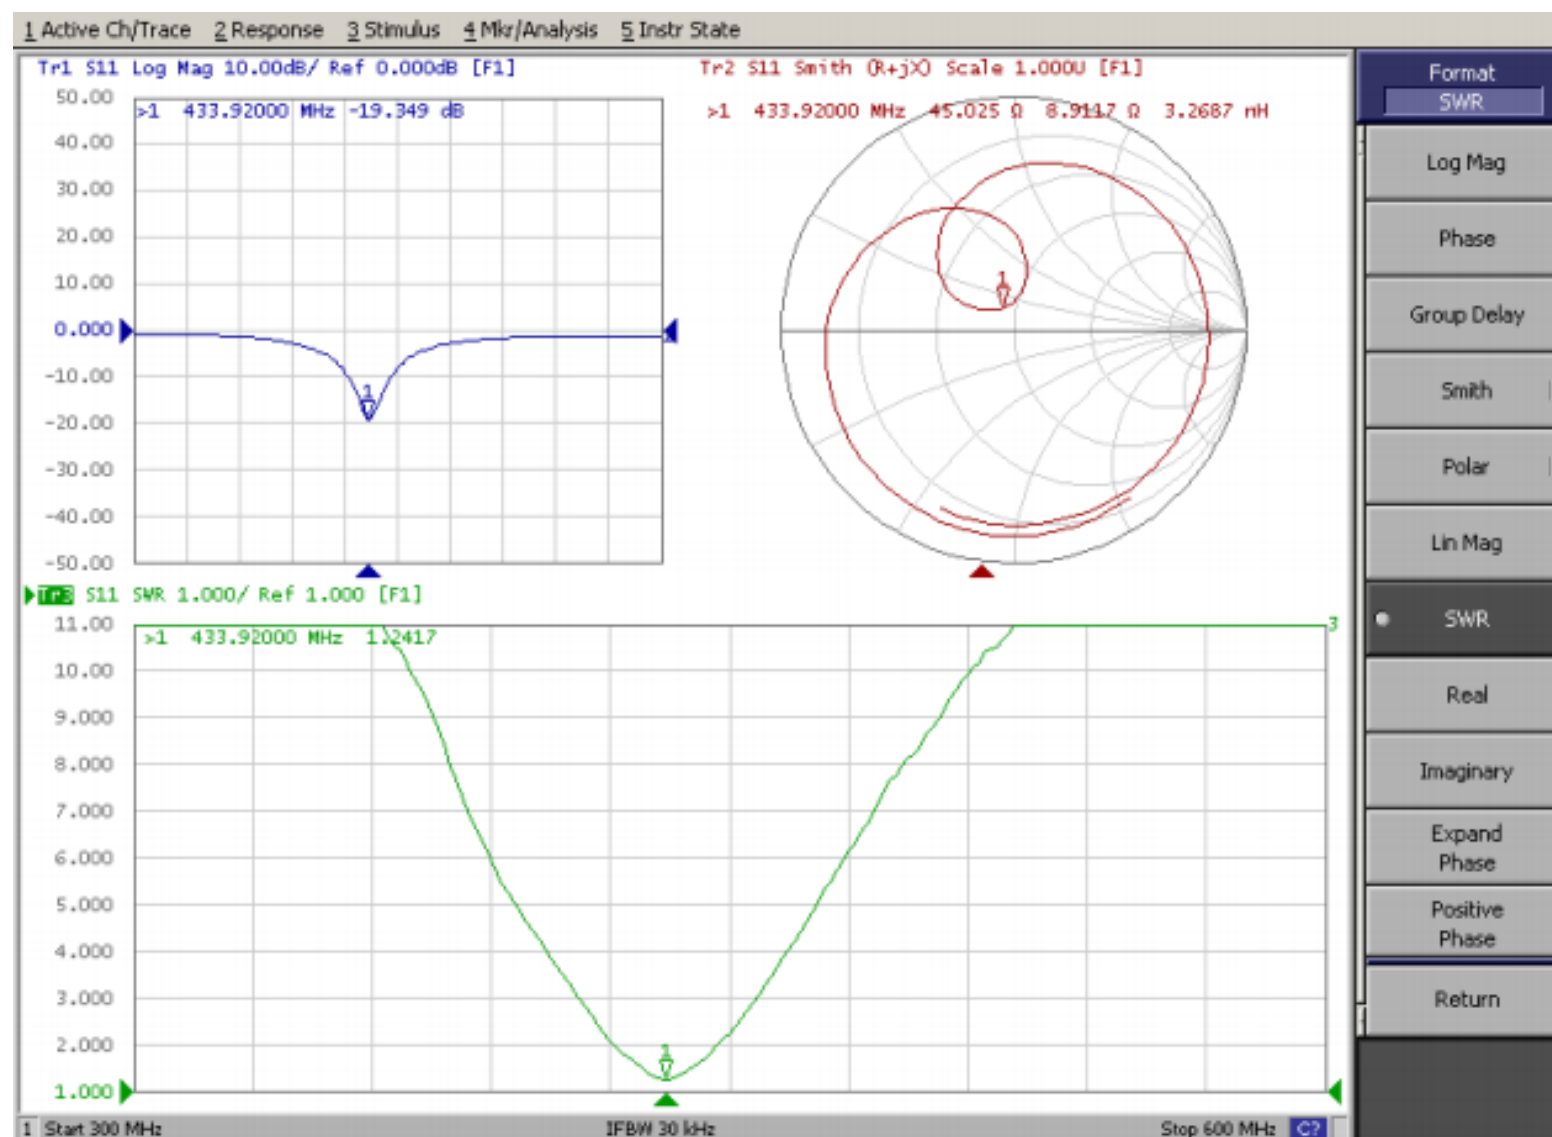 1 Active Ch/Trace 2 Response 3 Stimulus 4 Mkr/Analysis 5 Instr State
Tr1 S11 Log Mag 10.00dB/ Ref 0.000dB [F1]
50.00
>1 433.92000 MHz -19.349 dB
40.00
30.00
20.00
10.00
0.000
-10.00
1
-20.00
-30.00
-40.00
-50.00
Tr2 S11 Smith (R+jX) Scale 1.000U [F1]
>1 433.92000 MHz 45.025 Ω 8.9117 Ω 3.2687 nH
1
Tr3 S11 SWR 1.000/ Ref 1.000 [F1]
11.00
>1 433.92000 MHz 1.2417
3
10.00
9.000
8.000
7.000
6.000
5.000
4.000
3.000
2.000
1
1.000
1 Start 300 MHz IFBW 30 kHz Stop 600 MHz C?
Format
SWR
Log Mag
Phase
Group Delay
Smith
Polar
Lin Mag
SWR
Real
Imaginary
Expand
Phase
Positive
Phase
Return